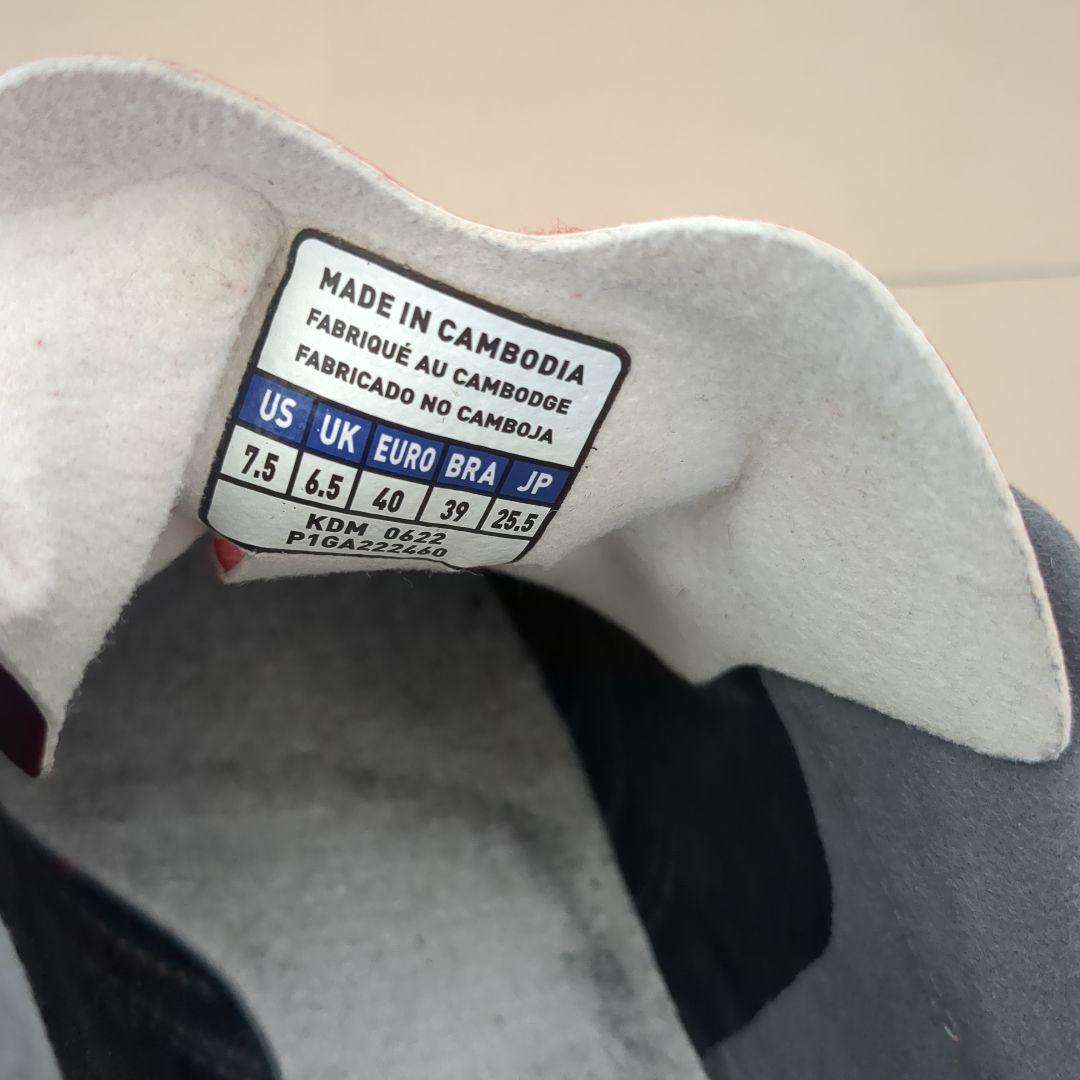 MADE IN CAMBODIA
FABRIQUÉ AU CAMBODGE
FABRICADO NO CAMBOJA
US UK EURO BRA JP
7.5 6.5 40 39 25.5
KDM 0622
P1GA222460